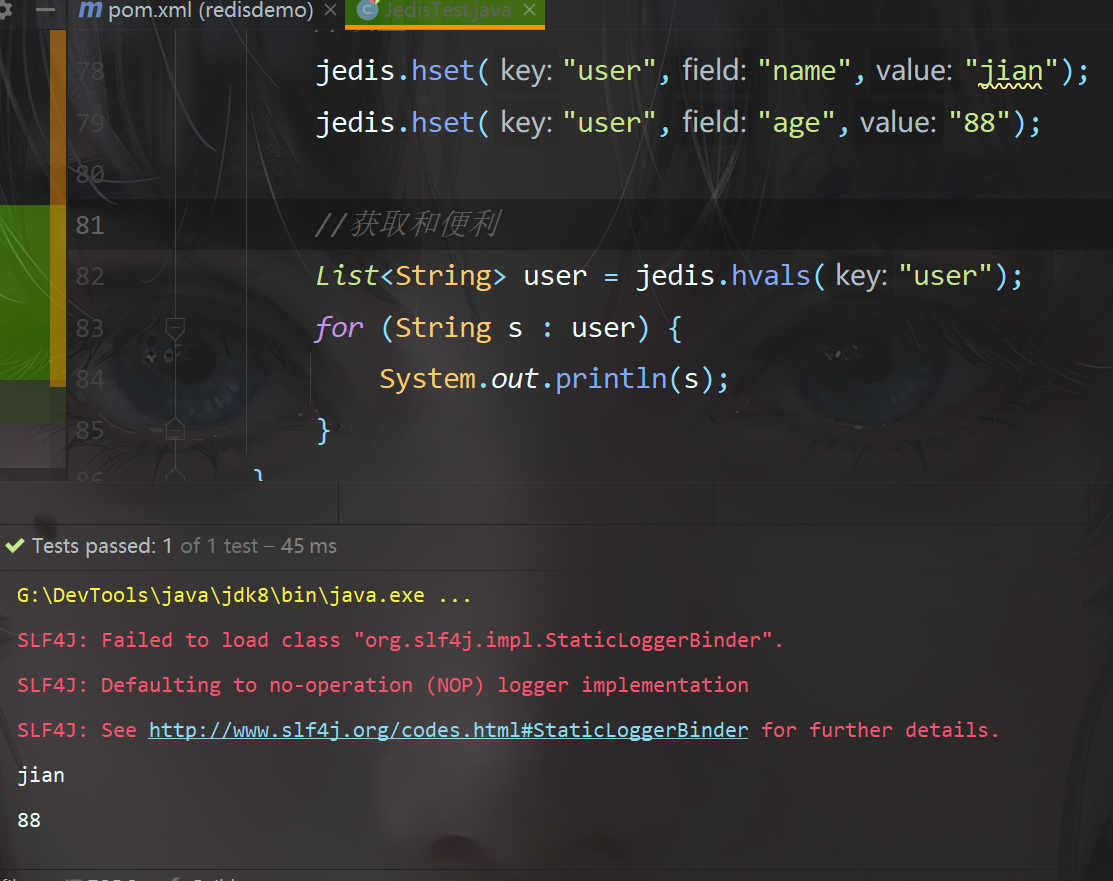 pom.xml (redisdemo) × JedisTest.java ×
78 jedis.hset( key: "user", field: "name", value: "jian");
79 jedis.hset( key: "user", field: "age", value: "88");
80
81 //获取和便利
82 List<String> user = jedis.hvals( key: "user");
83 for (String s : user) {
84 System.out.println(s);
85 }
86 }
Tests passed: 1 of 1 test – 45 ms
G:\DevTools\java\jdk8\bin\java.exe ...
SLF4J: Failed to load class "org.slf4j.impl.StaticLoggerBinder".
SLF4J: Defaulting to no-operation (NOP) logger implementation
SLF4J: See http://www.slf4j.org/codes.html#StaticLoggerBinder for further details.
jian
88